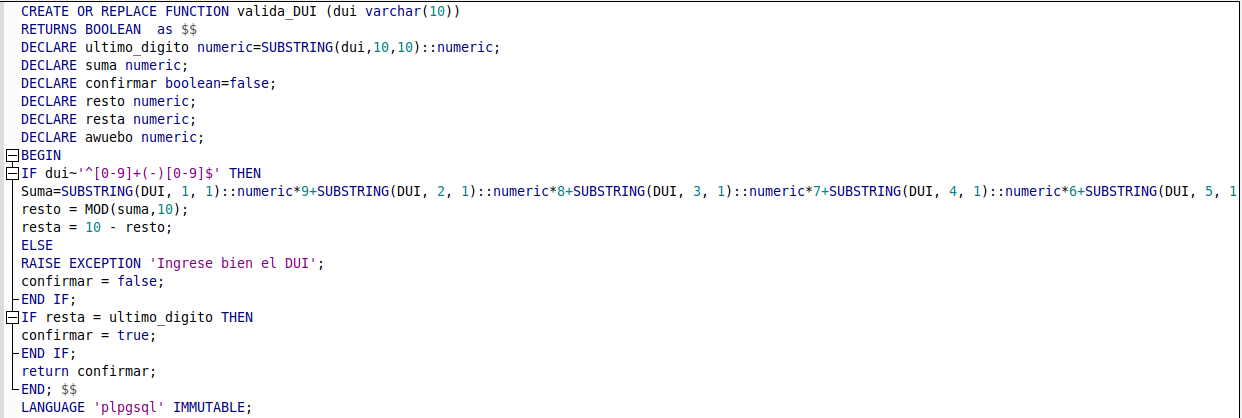 CREATE OR REPLACE FUNCTION valida_DUI (dui varchar(10))
RETURNS BOOLEAN  as $$
DECLARE ultimo_digito numeric=SUBSTRING(dui,10,10)::numeric;
DECLARE suma numeric;
DECLARE confirmar boolean=false;
DECLARE resto numeric;
DECLARE resta numeric;
DECLARE awuebo numeric;
BEGIN
IF dui~'^[0-9]+(-)[0-9]$' THEN
Suma=SUBSTRING(DUI, 1, 1)::numeric*9+SUBSTRING(DUI, 2, 1)::numeric*8+SUBSTRING(DUI, 3, 1)::numeric*7+SUBSTRING(DUI, 4, 1)::numeric*6+SUBSTRING(DUI, 5, 1
resto = MOD(suma,10);
resta = 10 - resto;
ELSE
RAISE EXCEPTION 'Ingrese bien el DUI';
confirmar = false;
END IF;
IF resta = ultimo_digito THEN
confirmar = true;
END IF;
return confirmar;
END; $$
LANGUAGE 'plpgsql' IMMUTABLE;